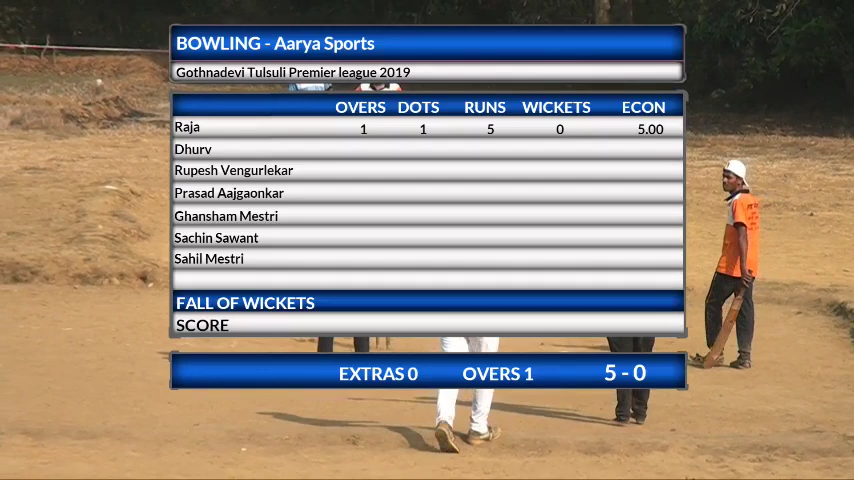 BOWLING - Aarya Sports
Gothnadevi Tulsuli Premier league 2019
OVERS DOTS RUNS WICKETS ECON
Raja 1 1 5 0 5.00
Dhurv
Rupesh Vengurlekar
Prasad Aajgaonkar
Ghansham Mestri
Sachin Sawant
Sahil Mestri
FALL OF WICKETS
SCORE
EXTRAS 0 OVERS 1 5 - 0